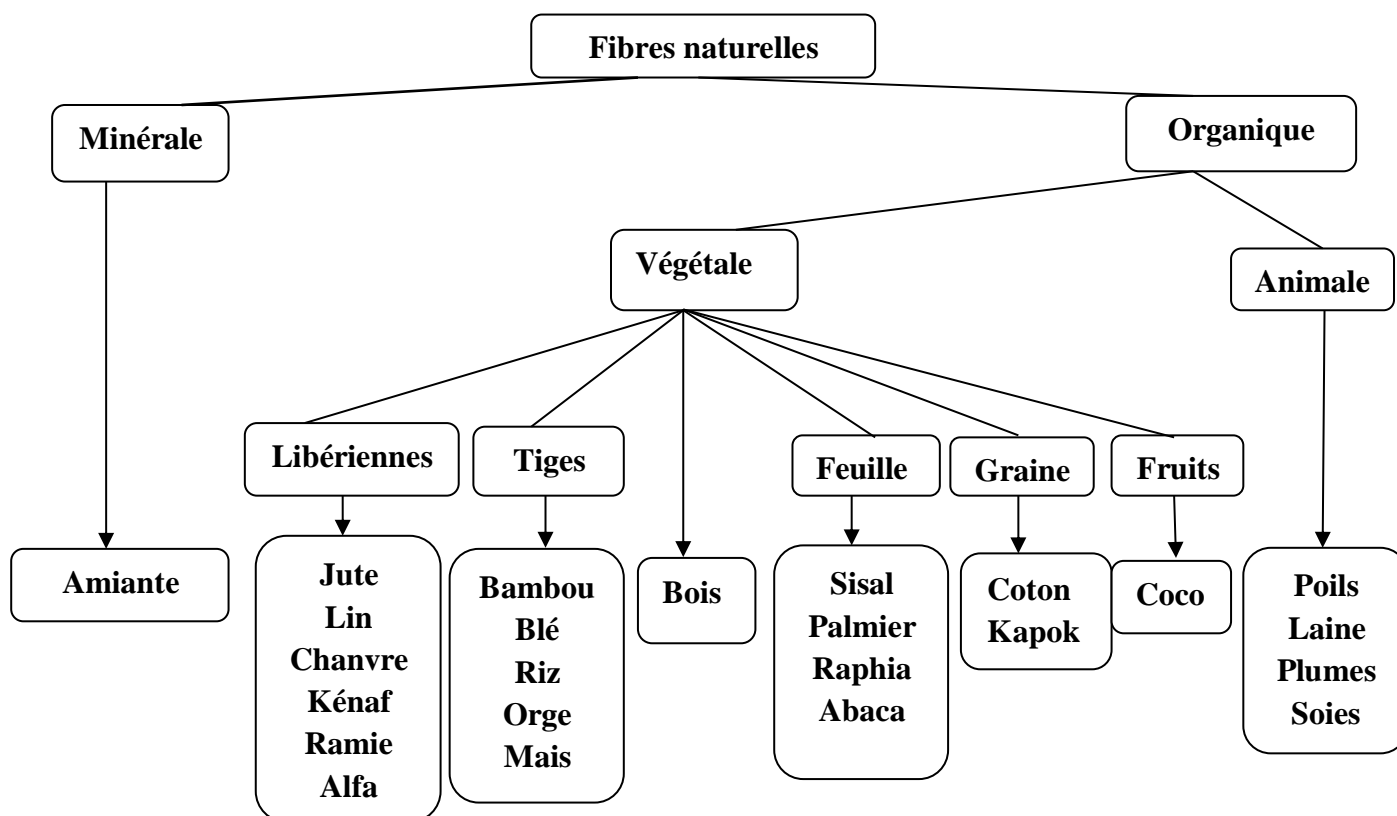 Fibres naturelles
Minérale
Organique
Végétale
Animale
Libériennes
Tiges
Feuille
Graine
Fruits
Amiante
Jute
Lin
Chanvre
Kénaf
Ramie
Alfa
Bambou
Blé
Riz
Orge
Mais
Bois
Sisal
Palmier
Raphia
Abaca
Coton
Kapok
Coco
Poils
Laine
Plumes
Soies